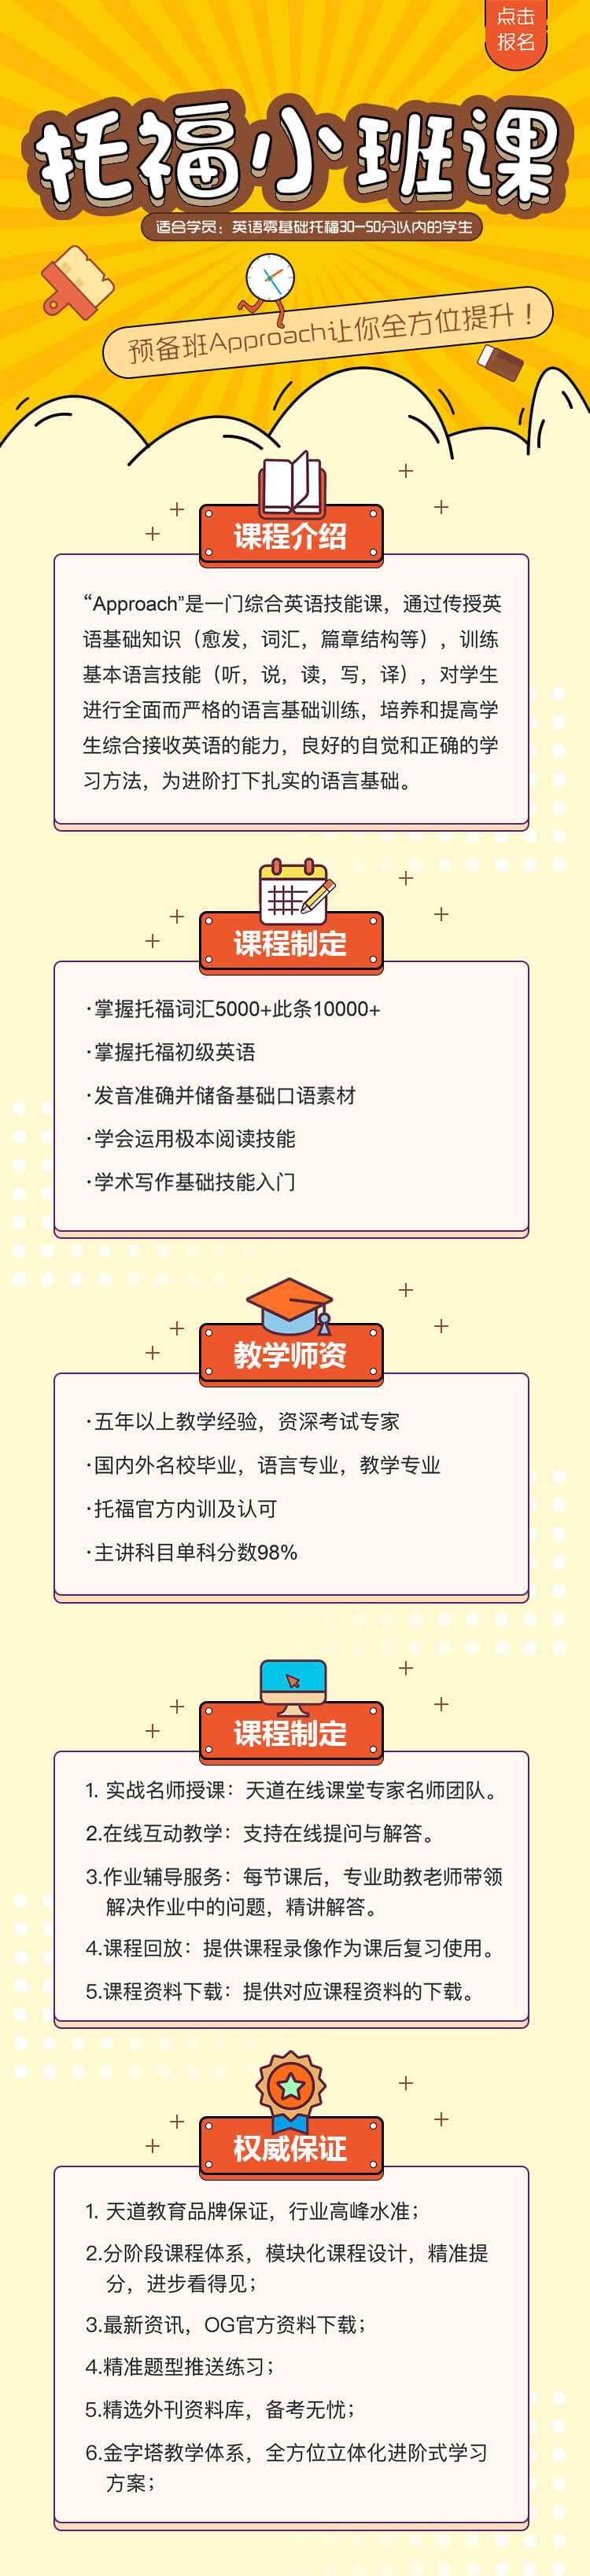 点击
报名
托福小班课
适合学员：英语零基础托福30-50分以内的学生
预备班Approach让你全方位提升！
课程介绍
“Approach”是一门综合英语技能课，通过传授英
语基础知识（愈发，词汇，篇章结构等），训练
基本语言技能（听，说，读，写，译），对学生
进行全面而严格的语言基础训练，培养和提高学
生综合接收英语的能力，良好的自觉和正确的学
习方法，为进阶打下扎实的语言基础。
课程制定
·掌握托福词汇5000+此条10000+
·掌握托福初级英语
·发音准确并储备基础口语素材
·学会运用极本阅读技能
·学术写作基础技能入门
教学师资
·五年以上教学经验，资深考试专家
·国内外名校毕业，语言专业，教学专业
·托福官方内训及认可
·主讲科目单科分数98%
课程制定
1. 实战名师授课：天道在线课堂专家名师团队。
2.在线互动教学：支持在线提问与解答。
3.作业辅导服务：每节课后，专业助教老师带领
解决作业中的问题，精讲解答。
4.课程回放：提供课程录像作为课后复习使用。
5.课程资料下载：提供对应课程资料的下载。
权威保证
1. 天道教育品牌保证，行业高峰水准；
2.分阶段课程体系，模块化课程设计，精准提
分，进步看得见；
3.最新资讯，OG官方资料下载；
4.精准题型推送练习；
5.精选外刊资料库，备考无忧；
6.金字塔教学体系，全方位立体化进阶式学习
方案；